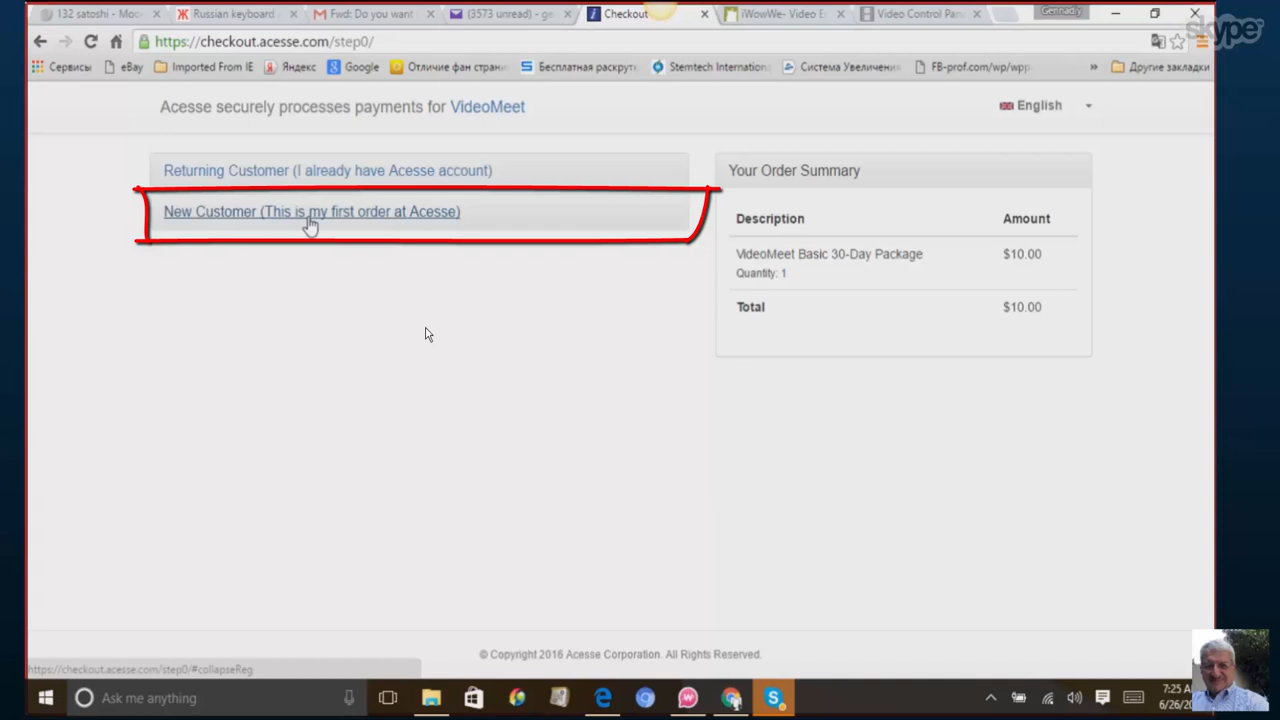 132 satoshi - Moo
Russian keyboard
Fwd: Do you want
(3573 unread) - ge
Checkout
iWowWe- Video E
Video Control Pan
Gennadiy
skype
https://checkout.acesse.com/step0/
Сервисы
eBay
Imported From IE
Яндекс
Google
Отличие фан страни
Бесплатная раскрут
Stemtech Internation
Система Увеличени
FB-prof.com/wp/wpp
»
Другие закладки
Acesse securely processes payments for VideoMeet
English
Returning Customer (I already have Acesse account)
New Customer (This is my first order at Acesse)
Your Order Summary
Description Amount
VideoMeet Basic 30-Day Package $10.00
Quantity: 1
Total $10.00
© Copyright 2016 Acesse Corporation. All Rights Reserved.
https://checkout.acesse.com/step0/#collapseReg
Ask me anything
7:25 A
6/26/